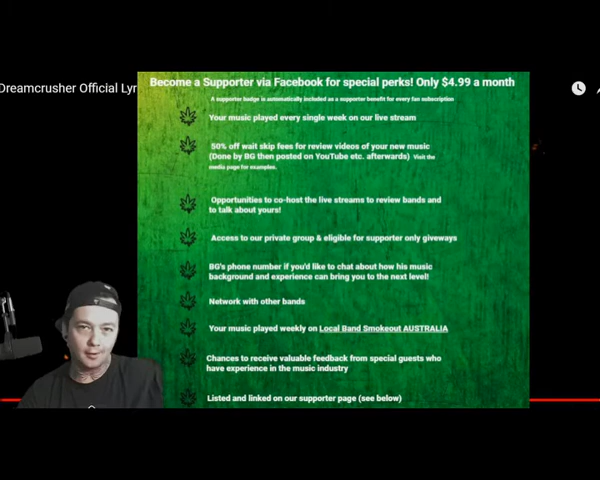 Dreamcrusher Official Lyr
Become a Supporter via Facebook for special perks! Only $4.99 a month
A supporter badge is automatically included as a supporter benefit for every fan subscription
Your music played every single week on our live stream
50% off wait skip fees for review videos of your new music
(Done by BG then posted on YouTube etc. afterwards) Visit the
media page for examples.
Opportunities to co-host the live streams to review bands and
to talk about yours!
Access to our private group & eligible for supporter only giveways
BG's phone number if you'd like to chat about how his music
background and experience can bring you to the next level!
Network with other bands
Your music played weekly on Local Band Smokeout AUSTRALIA
Chances to receive valuable feedback from special guests who
have experience in the music industry
Listed and linked on our supporter page (see below)